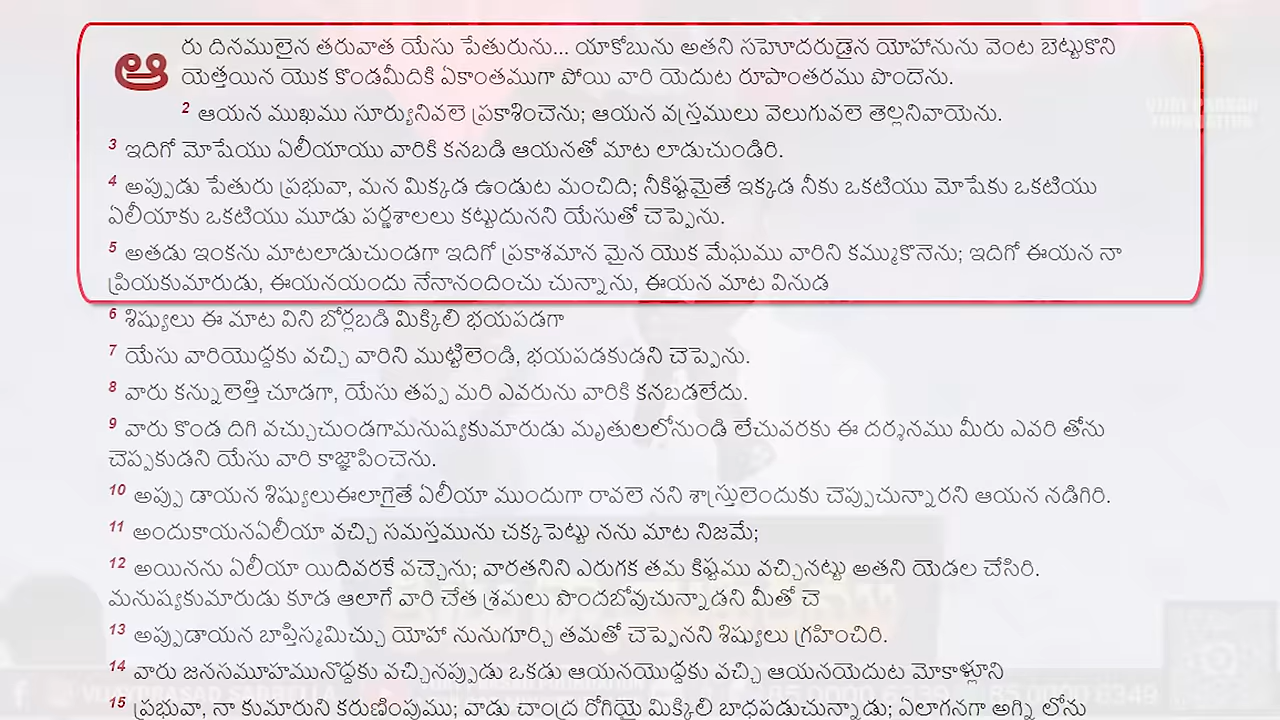 ఆరు దినములైన తరువాత యేసు పేతురును... యాకోబును అతని సహోదరుడైన యోహానును వెంట బెట్టుకొని
యెత్తయిన యొక కొండమీదికి ఏకాంతముగా పోయి వారి యెదుట రూపాంతరము పొందెను.
2 ఆయన ముఖము సూర్యునివలె ప్రకాశించెను; ఆయన వస్త్రములు వెలుగువలె తెల్లనివాయెను.
3 ఇదిగో మోషేయు ఏలీయాయు వారికి కనబడి ఆయనతో మాట లాడుచుండిరి.
4 అప్పుడు పేతురు ప్రభువా, మన మిక్కడ ఉండుట మంచిది; నీకిష్టమైతే ఇక్కడ నీకు ఒకటియు మోషేకు ఒకటియు
ఏలీయాకు ఒకటియు మూడు పర్ణశాలలు కట్టుదునని యేసుతో చెప్పెను.
5 అతడు ఇంకను మాటలాడుచుండగా ఇదిగో ప్రకాశమాన మైన యొక మేఘము వారిని కమ్ముకొనెను; ఇదిగో ఈయన నా
ప్రియకుమారుడు, ఈయనయందు నేనానందించు చున్నాను, ఈయన మాట వినుడ
6 శిష్యులు ఈ మాట విని బోర్లబడి మిక్కిలి భయపడగా
7 యేసు వారియొద్దకు వచ్చి వారిని ముట్టిలెండి, భయపడకుడని చెప్పెను.
8 వారు కన్నులెత్తి చూడగా, యేసు తప్ప మరి ఎవరును వారికి కనబడలేదు.
9 వారు కొండ దిగి వచ్చుచుండగామనుష్యకుమారుడు మృతులలోనుండి లేచువరకు ఈ దర్శనము మీరు ఎవరి తోను
చెప్పకుడని యేసు వారి కాజ్ఞాపించెను.
10 అప్పు డాయన శిష్యులుఈలాగైతే ఏలీయా ముందుగా రావలె నని శాస్త్రులెందుకు చెప్పుచున్నారని ఆయన నడిగిరి.
11 అందుకాయనఏలీయా వచ్చి సమస్తమును చక్కపెట్టు నను మాట నిజమే;
12 అయినను ఏలీయా యిదివరకే వచ్చెను; వారతనిని ఎరుగక తమ కిష్టము వచ్చినట్టు అతని యెడల చేసిరి.
మనుష్యకుమారుడు కూడ ఆలాగే వారి చేత శ్రమలు పొందబోవుచున్నాడని మీతో చె
13 అప్పుడాయన బాప్తిస్మమిచ్చు యోహా నునుగూర్చి తమతో చెప్పెనని శిష్యులు గ్రహించిరి.
14 వారు జనసమూహమునొద్దకు వచ్చినప్పుడు ఒకడు ఆయనయొద్దకు వచ్చి ఆయనయెదుట మోకాళ్లూని
15 ప్రభువా, నా కుమారుని కరుణింపుము; వాడు చాంద్ర రోగియై మిక్కిలి బాధపడుచున్నాడు; ఏలాగనగా అగ్ని లోను